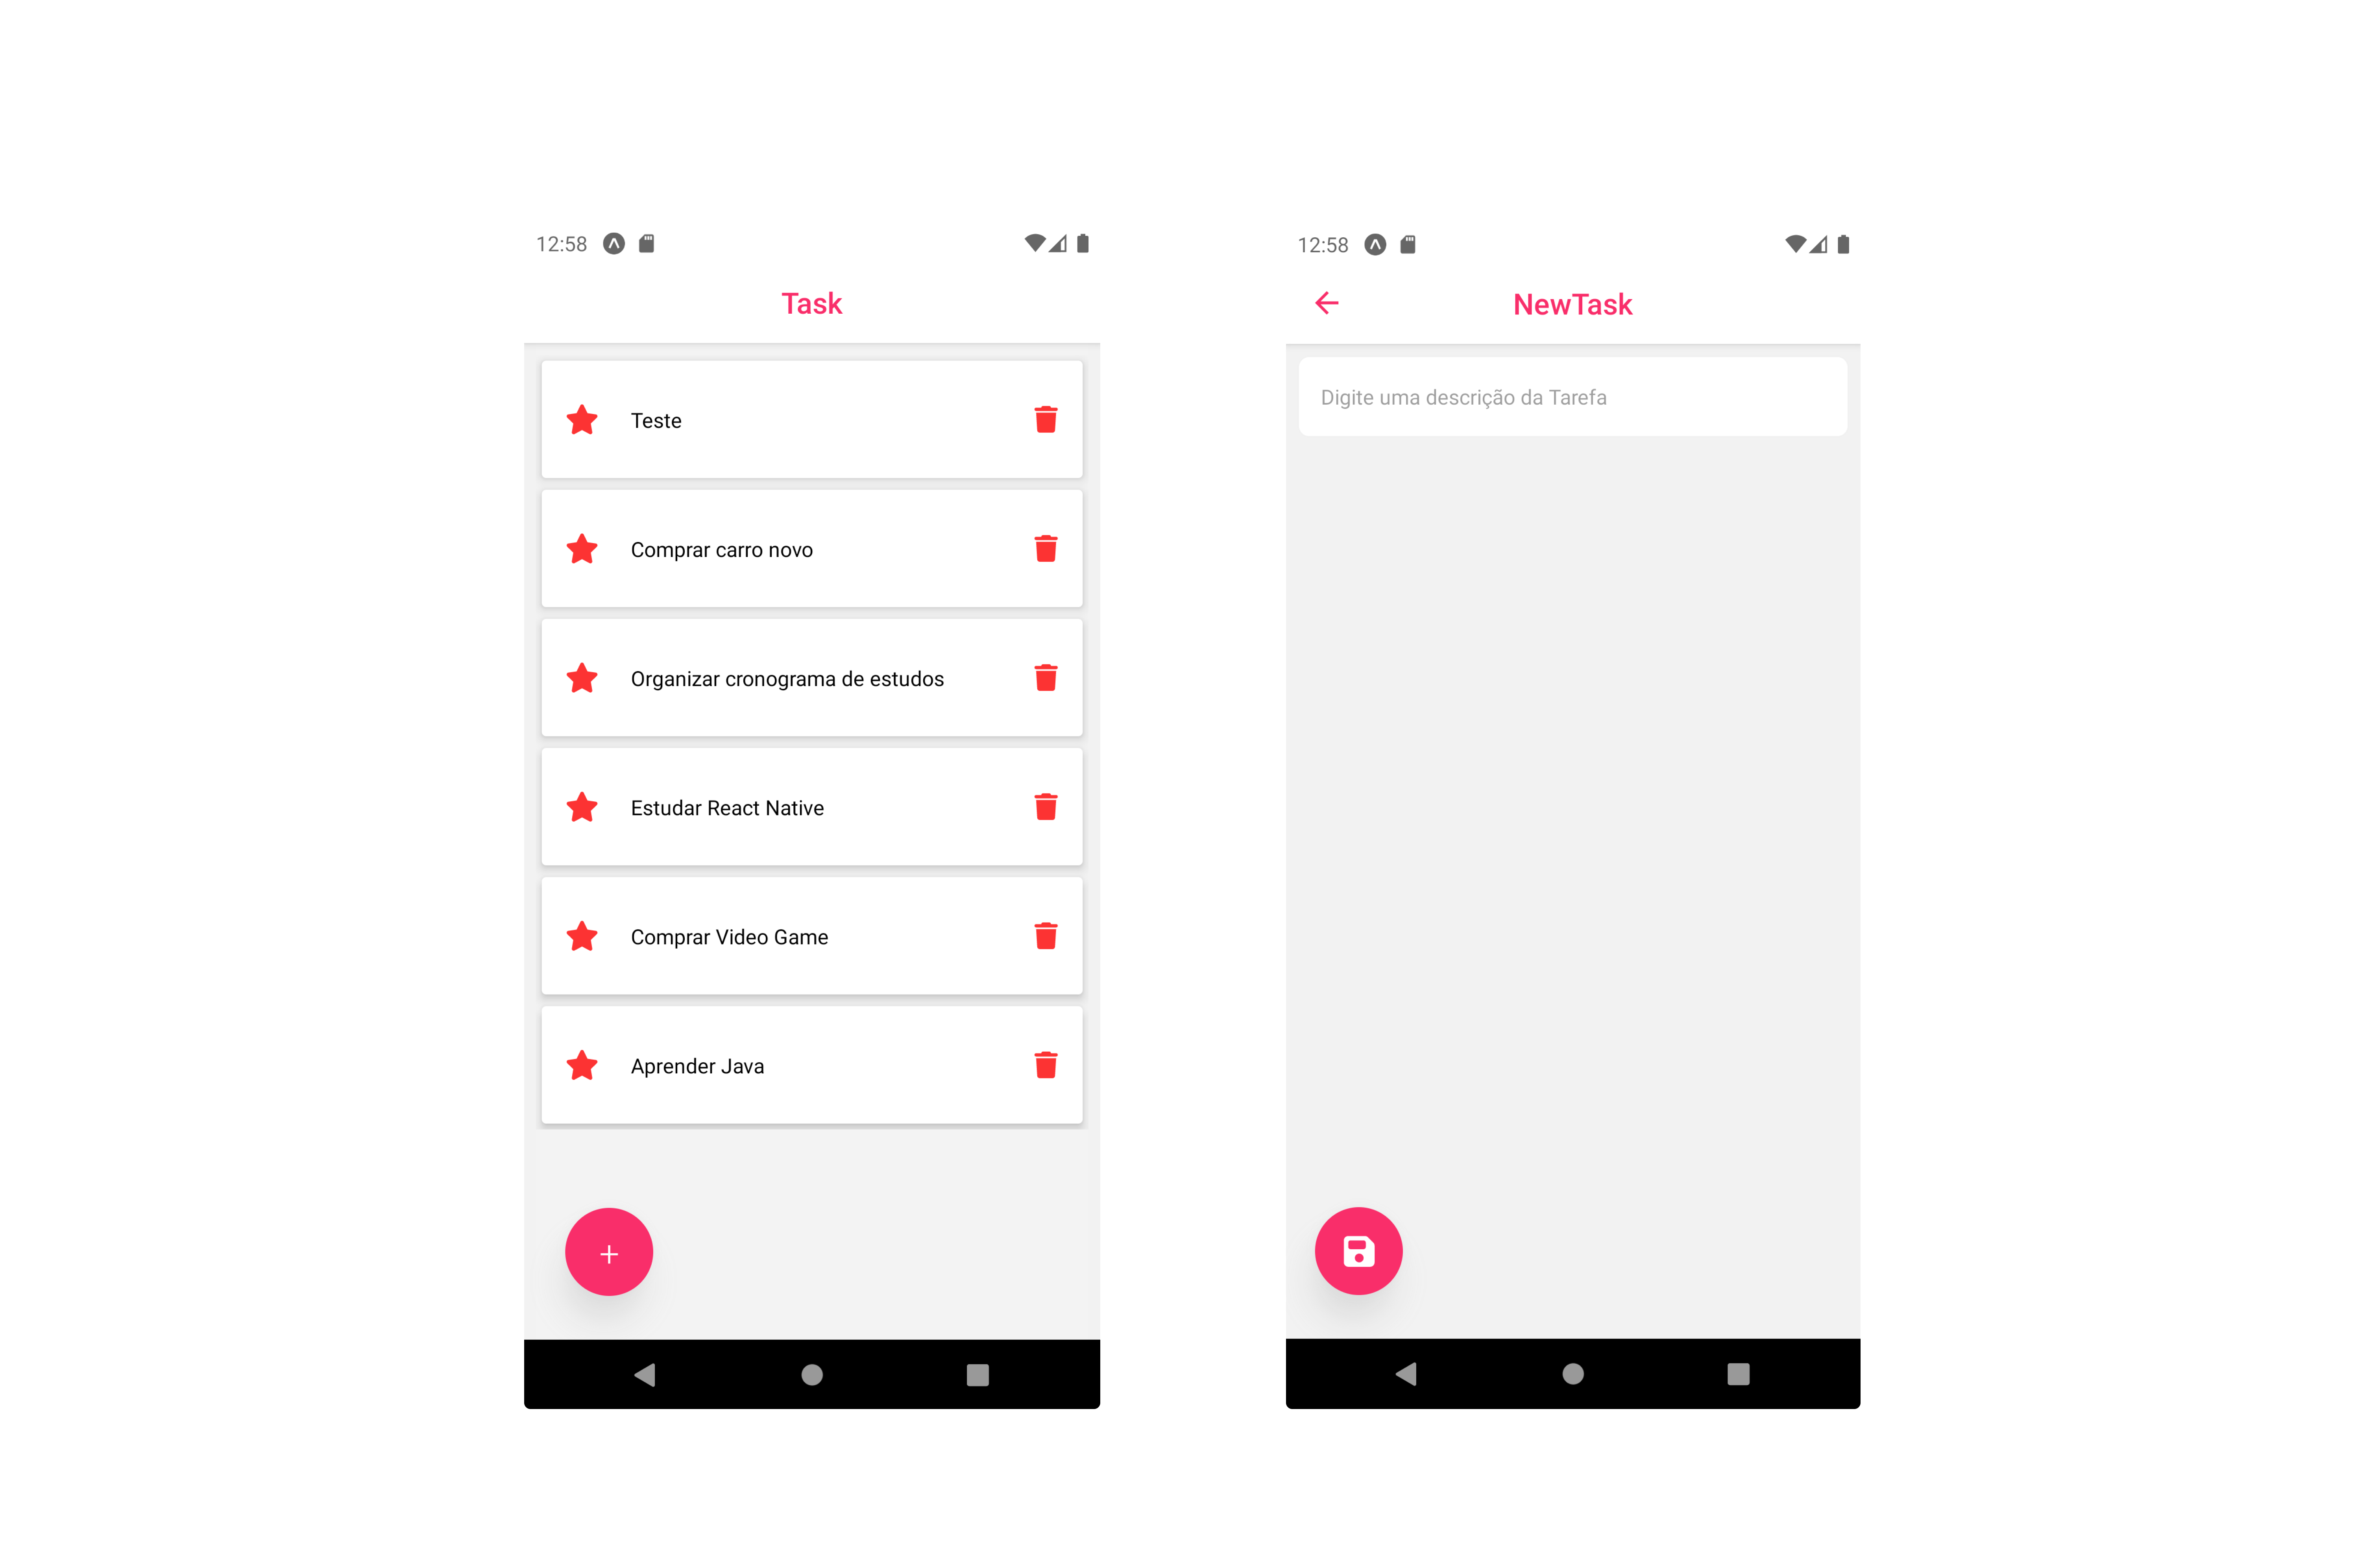 12:58
Task
Teste
Comprar carro novo
Organizar cronograma de estudos
Estudar React Native
Comprar Video Game
Aprender Java
+
12:58
NewTask
Digite uma descrição da Tarefa